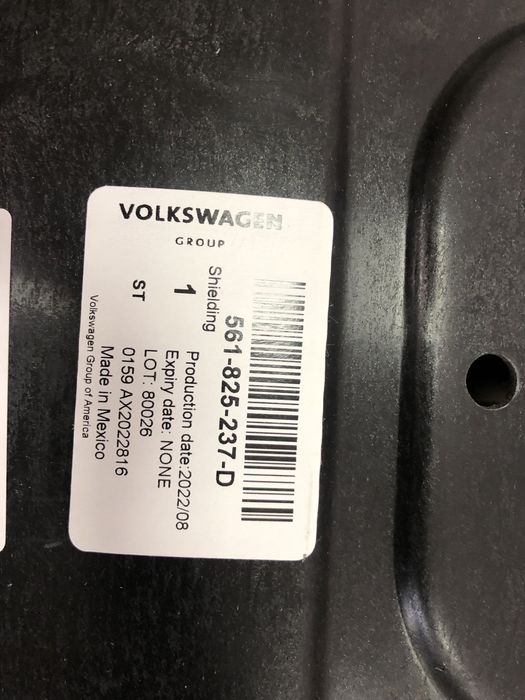 VOLKSWAGEN
GROUP
561-825-237-D
Shielding
1
ST
Production date:2022/08
Expiry date: NONE
LOT: 80026
0159 AX2022816
Made in Mexico
Volkswagen Group of America